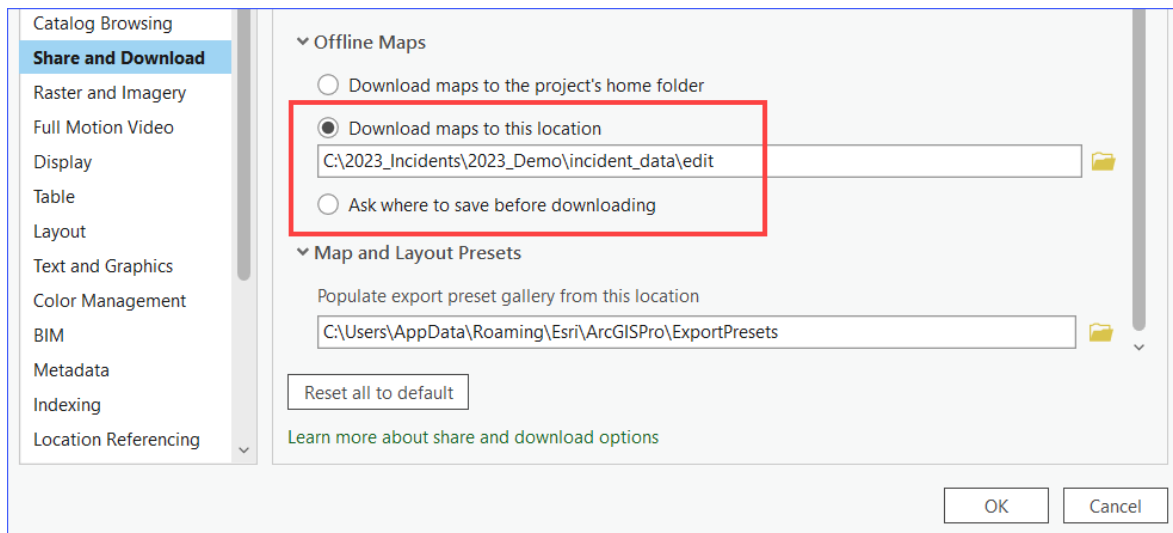 Catalog Browsing
Share and Download
Raster and Imagery
Full Motion Video
Display
Table
Layout
Text and Graphics
Color Management
BIM
Metadata
Indexing
Location Referencing
Offline Maps
Download maps to the project's home folder
Download maps to this location
C:\2023_Incidents\2023_Demo\incident_data\edit
Ask where to save before downloading
Map and Layout Presets
Populate export preset gallery from this location
C:\Users\AppData\Roaming\Esri\ArcGISPro\ExportPresets
Reset all to default
Learn more about share and download options
OK
Cancel